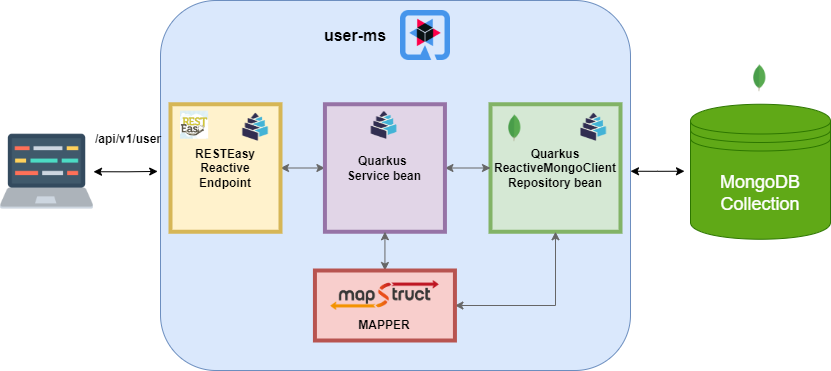 user-ms
/api/v1/user
REST
Easy
RESTEasy
Reactive
Endpoint
Quarkus
Service bean
Quarkus
ReactiveMongoClient
Repository bean
MongoDB
Collection
mapStruct
MAPPER